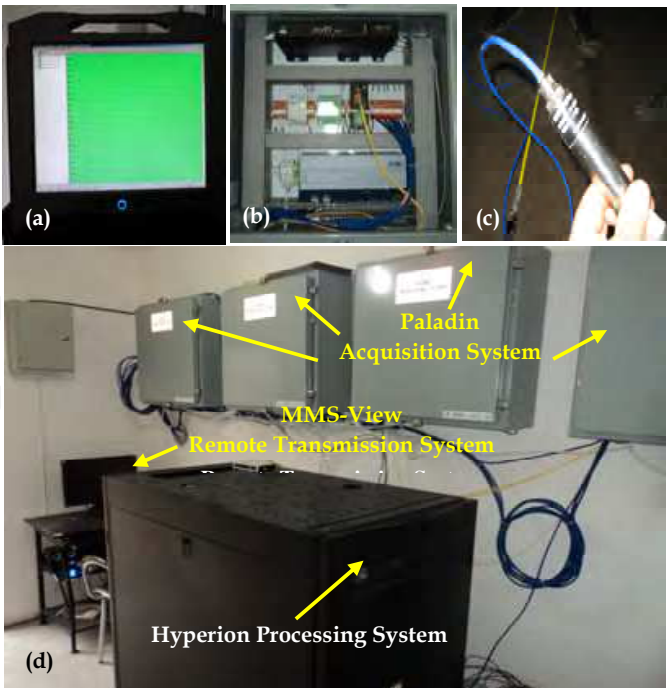 (a)
(b)
(c)
Paladin
Acquisition System
MMS-View
Remote Transmission System
Hyperion Processing System
(d)